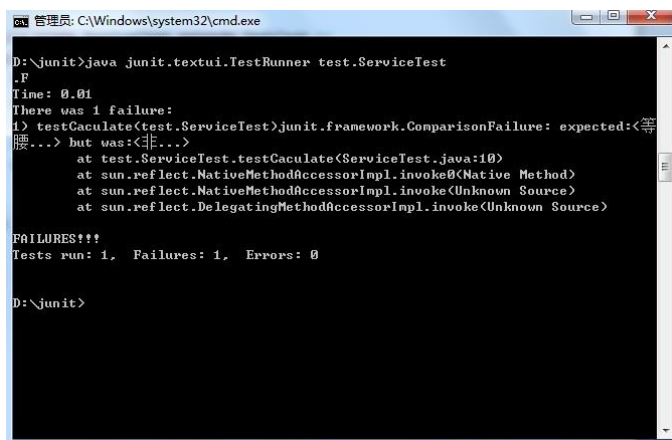 管理员: C:\Windows\system32\cmd.exe
D:\junit>java junit.textui.TestRunner test.ServiceTest
.F
Time: 0.01
There was 1 failure:
1) testCaculate(test.ServiceTest)junit.framework.ComparisonFailure: expected:<等
腰...> but was:<非...>
at test.ServiceTest.testCaculate(ServiceTest.java:10)
at sun.reflect.NativeMethodAccessorImpl.invoke0(Native Method)
at sun.reflect.NativeMethodAccessorImpl.invoke(Unknown Source)
at sun.reflect.DelegatingMethodAccessorImpl.invoke(Unknown Source)
FAILURES!!!
Tests run: 1,  Failures: 1,  Errors: 0
D:\junit>